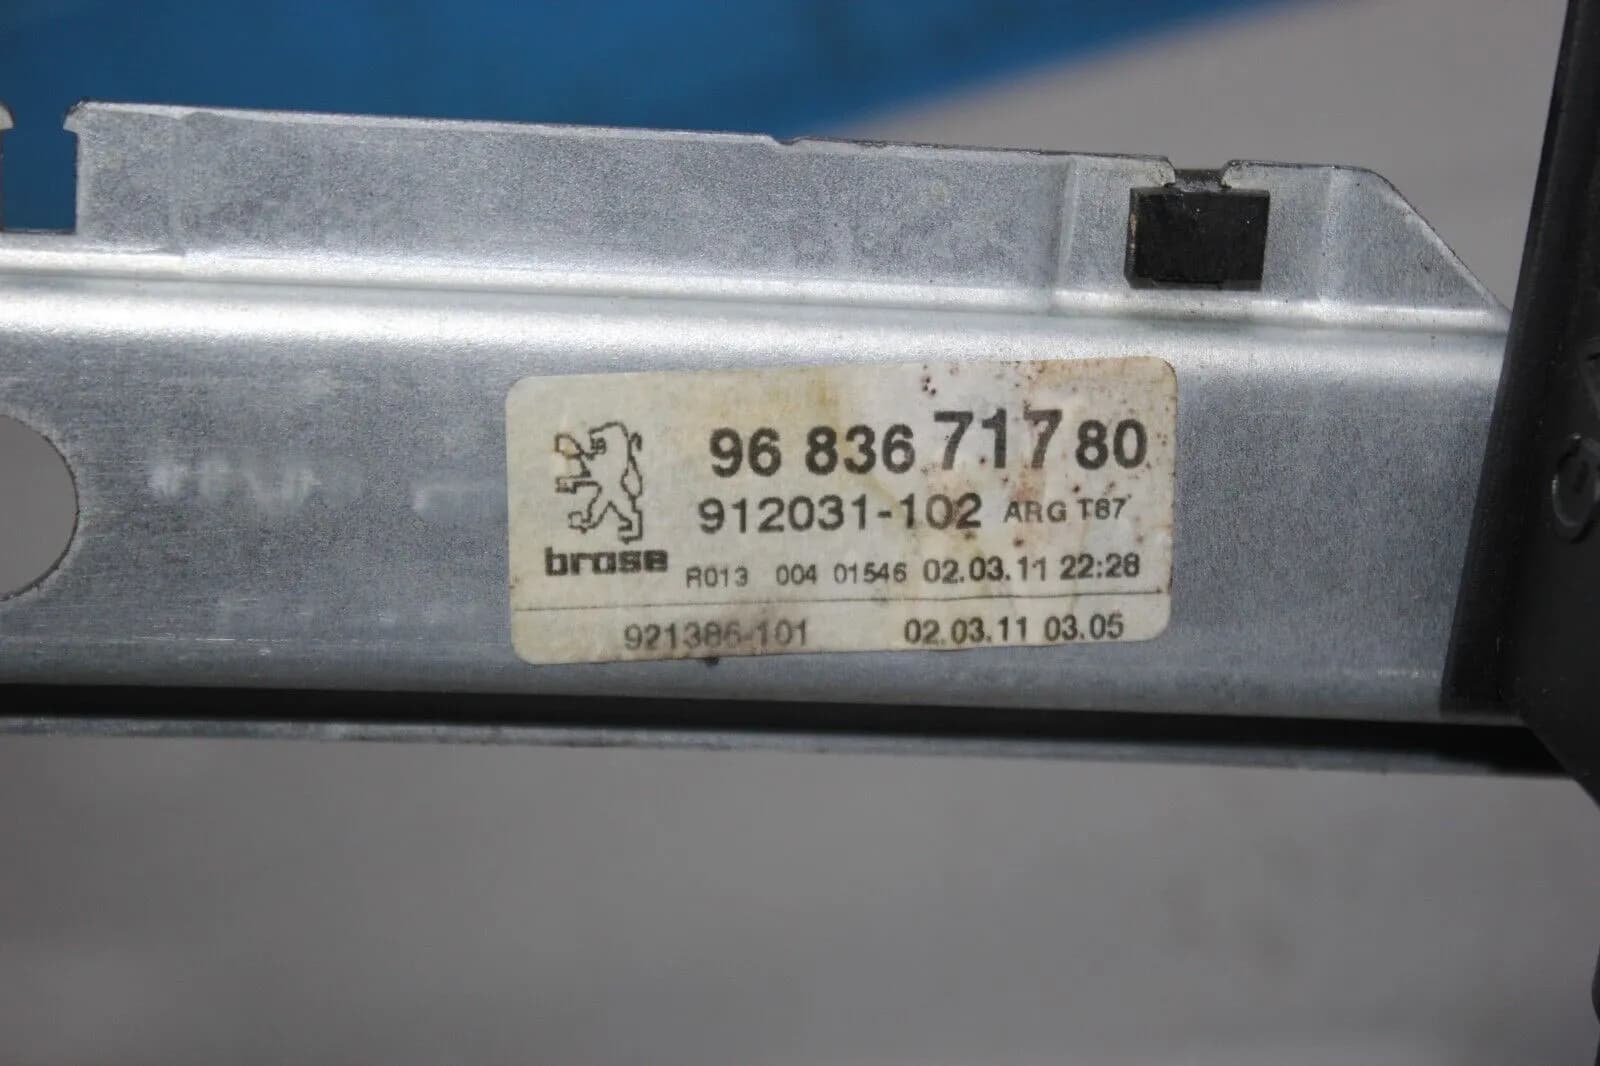 96 836 717 80
912031-102 ARG T87
brose
R013 004 01546 02.03.11 22:28
921386-101 02.03.11 03.05